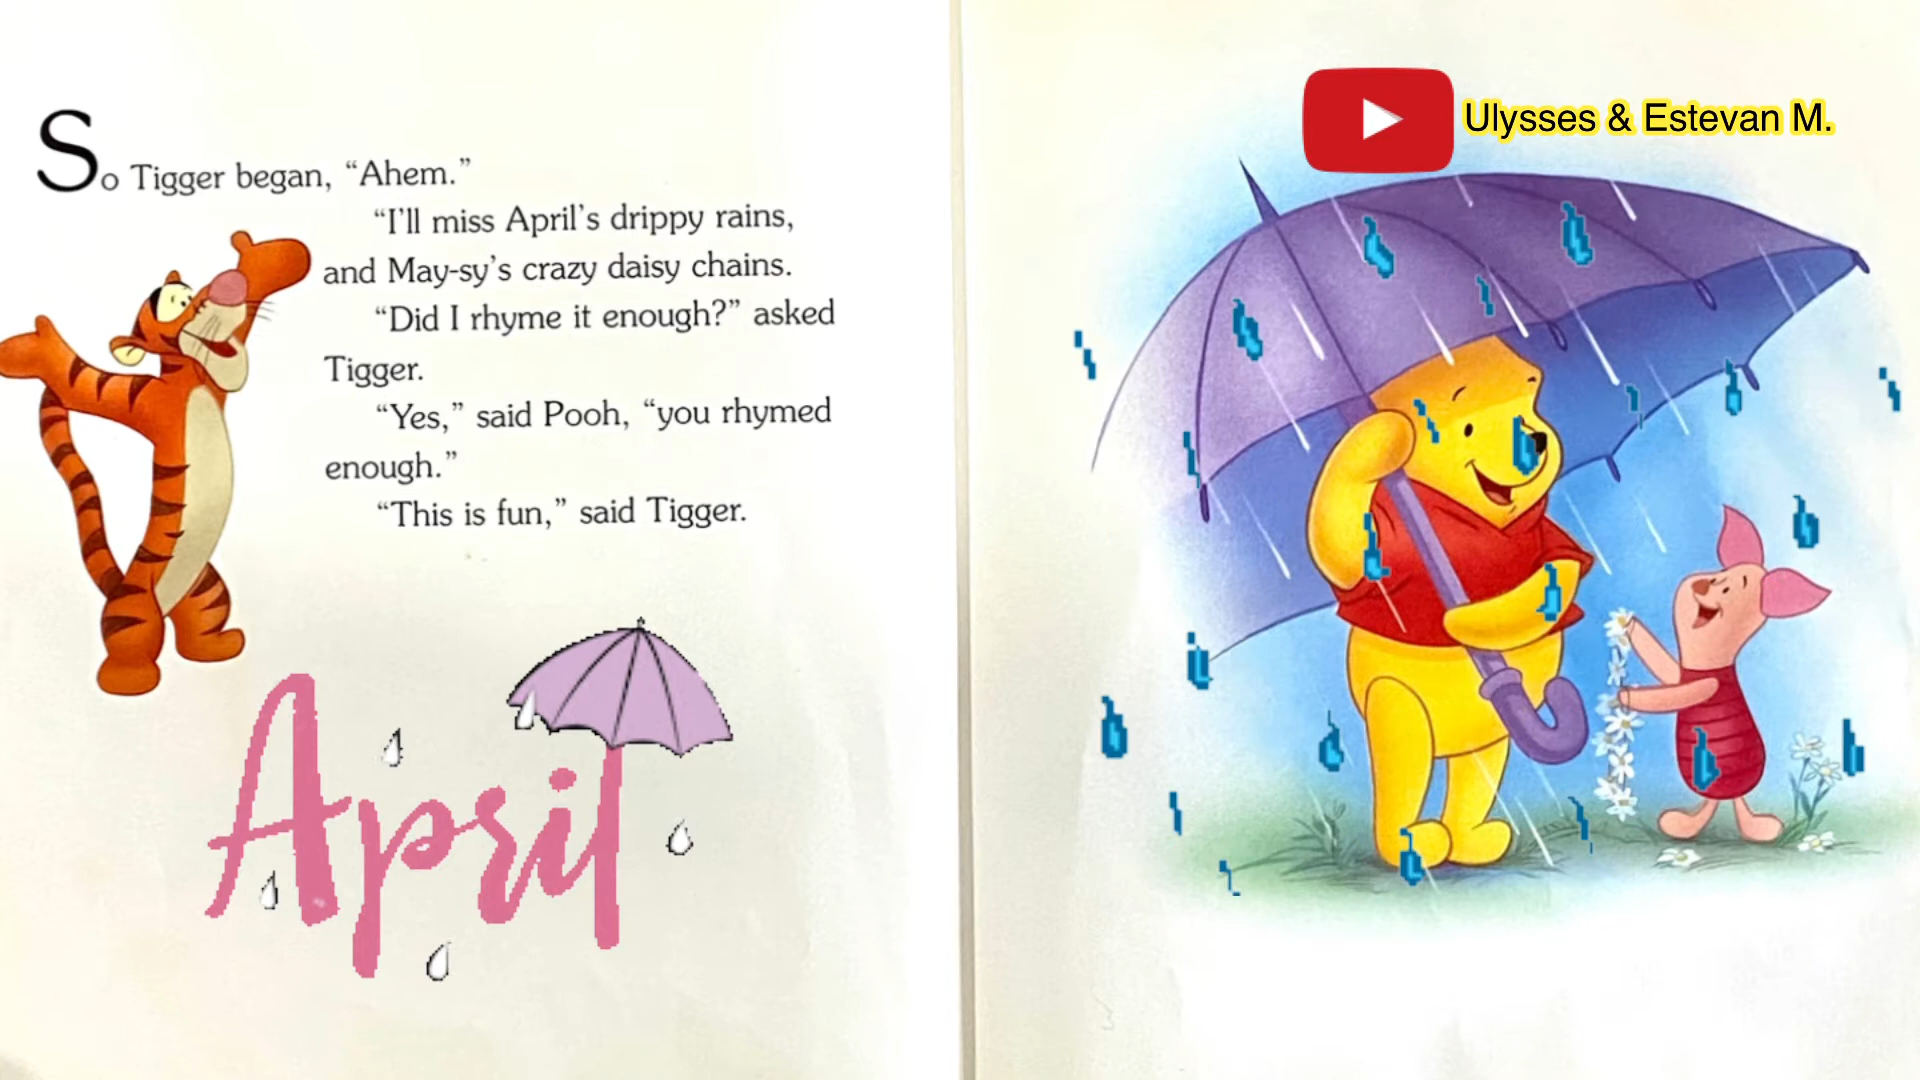 So Tigger began, “Ahem.”
“I’ll miss April’s drippy rains,
and May-sy’s crazy daisy chains.
“Did I rhyme it enough?” asked
Tigger.
“Yes,” said Pooh, “you rhymed
enough.”
“This is fun,” said Tigger.
April
Ulysses & Estevan M.